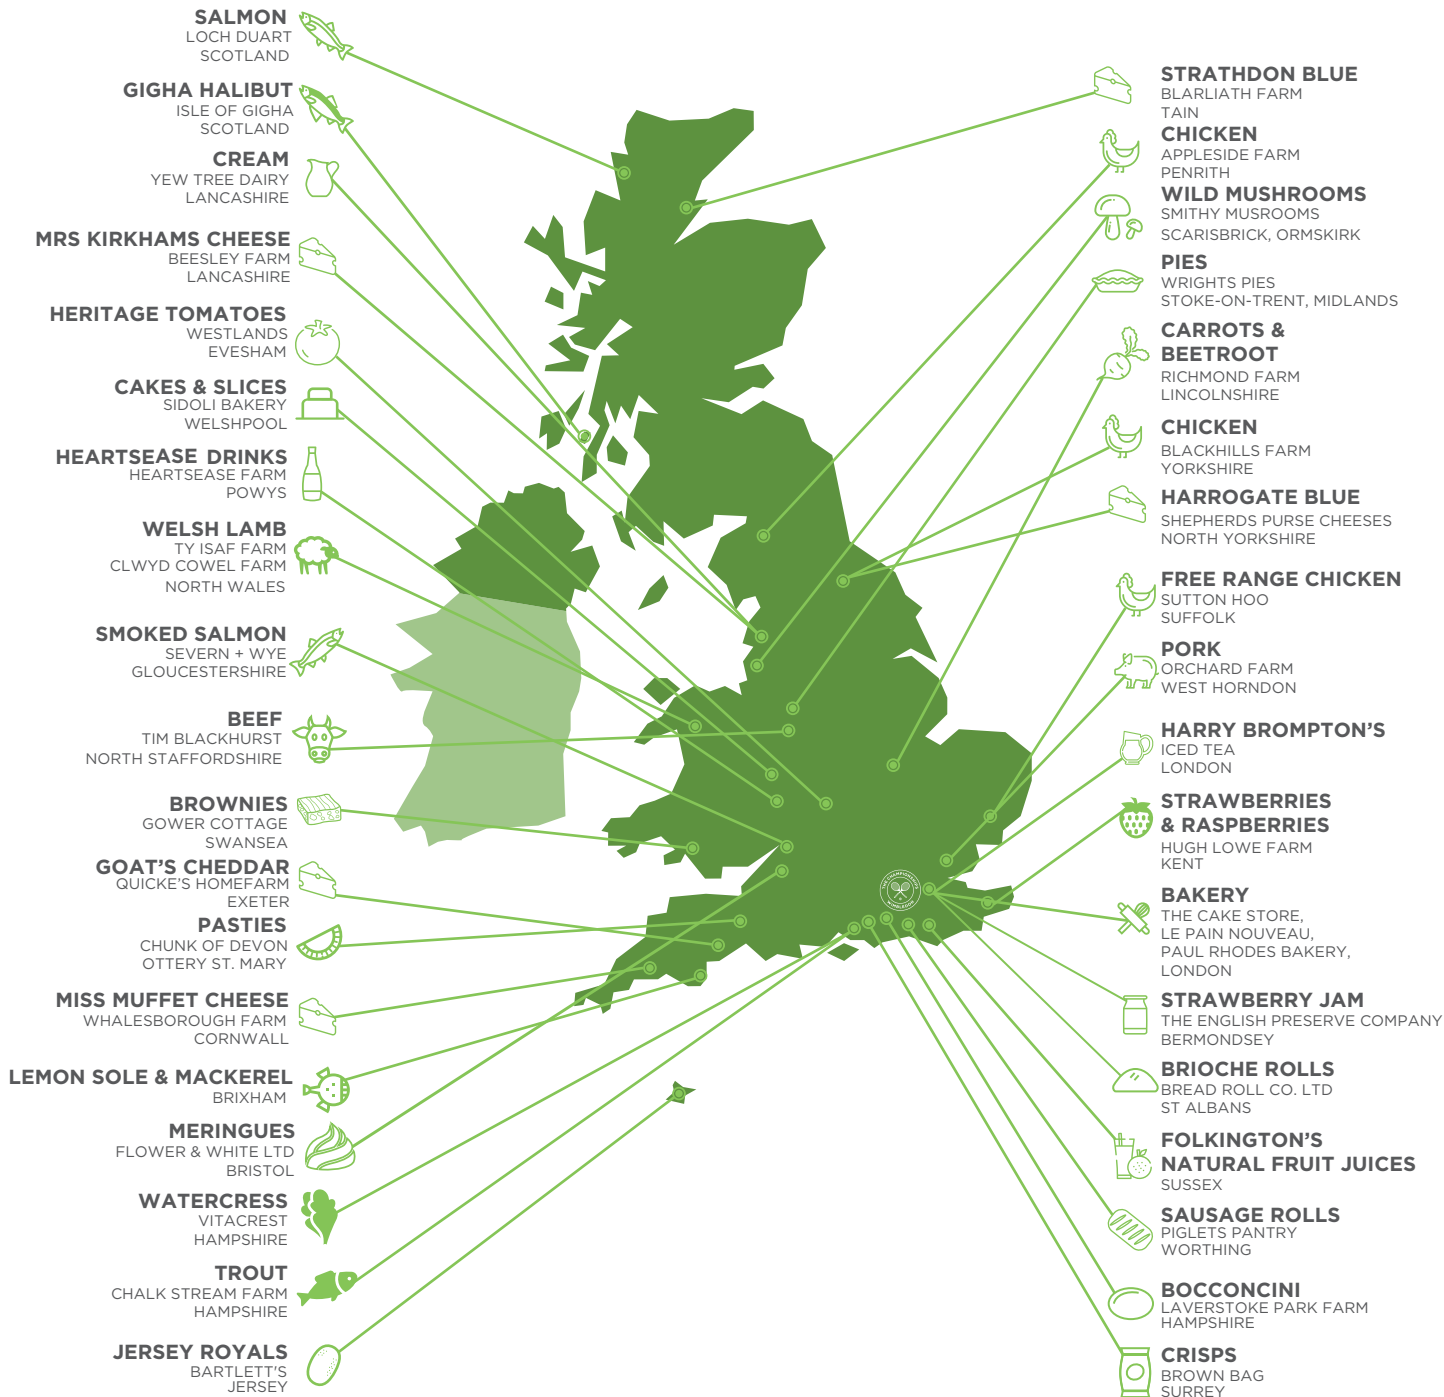 SALMON
LOCH DUART
SCOTLAND
GIGHA HALIBUT
ISLE OF GIGHA
SCOTLAND
CREAM
YEW TREE DAIRY
LANCASHIRE
MRS KIRKHAMS CHEESE
BEESLEY FARM
LANCASHIRE
HERITAGE TOMATOES
WESTLANDS
EVESHAM
CAKES & SLICES
SIDOLI BAKERY
WELSHPOOL
HEARTSEASE DRINKS
HEARTSEASE FARM
POWYS
WELSH LAMB
TY ISAF FARM
CLWYD COWEL FARM
NORTH WALES
SMOKED SALMON
SEVERN + WYE
GLOUCESTERSHIRE
BEEF
TIM BLACKHURST
NORTH STAFFORDSHIRE
BROWNIES
GOWER COTTAGE
SWANSEA
GOAT'S CHEDDAR
QUICKE'S HOMEFARM
EXETER
PASTIES
CHUNK OF DEVON
OTTERY ST. MARY
MISS MUFFET CHEESE
WHALESBOROUGH FARM
CORNWALL
LEMON SOLE & MACKEREL
BRIXHAM
MERINGUES
FLOWER & WHITE LTD
BRISTOL
WATERCRESS
VITACREST
HAMPSHIRE
TROUT
CHALK STREAM FARM
HAMPSHIRE
JERSEY ROYALS
BARTLETT'S
JERSEY
THE CHAMPIONSHIPS
WIMBLEDON
STRATHDON BLUE
BLARLIATH FARM
TAIN
CHICKEN
APPLESIDE FARM
PENRITH
WILD MUSHROOMS
SMITHY MUSROOMS
SCARISBRICK, ORMSKIRK
PIES
WRIGHTS PIES
STOKE-ON-TRENT, MIDLANDS
CARROTS &
BEETROOT
RICHMOND FARM
LINCOLNSHIRE
CHICKEN
BLACKHILLS FARM
YORKSHIRE
HARROGATE BLUE
SHEPHERDS PURSE CHEESES
NORTH YORKSHIRE
FREE RANGE CHICKEN
SUTTON HOO
SUFFOLK
PORK
ORCHARD FARM
WEST HORNDON
HARRY BROMPTON'S
ICED TEA
LONDON
STRAWBERRIES
& RASPBERRIES
HUGH LOWE FARM
KENT
BAKERY
THE CAKE STORE,
LE PAIN NOUVEAU,
PAUL RHODES BAKERY,
LONDON
STRAWBERRY JAM
THE ENGLISH PRESERVE COMPANY
BERMONDSEY
BRIOCHE ROLLS
BREAD ROLL CO. LTD
ST ALBANS
FOLKINGTON'S
NATURAL FRUIT JUICES
SUSSEX
SAUSAGE ROLLS
PIGLETS PANTRY
WORTHING
BOCCONCINI
LAVERSTOKE PARK FARM
HAMPSHIRE
CRISPS
BROWN BAG
SURREY